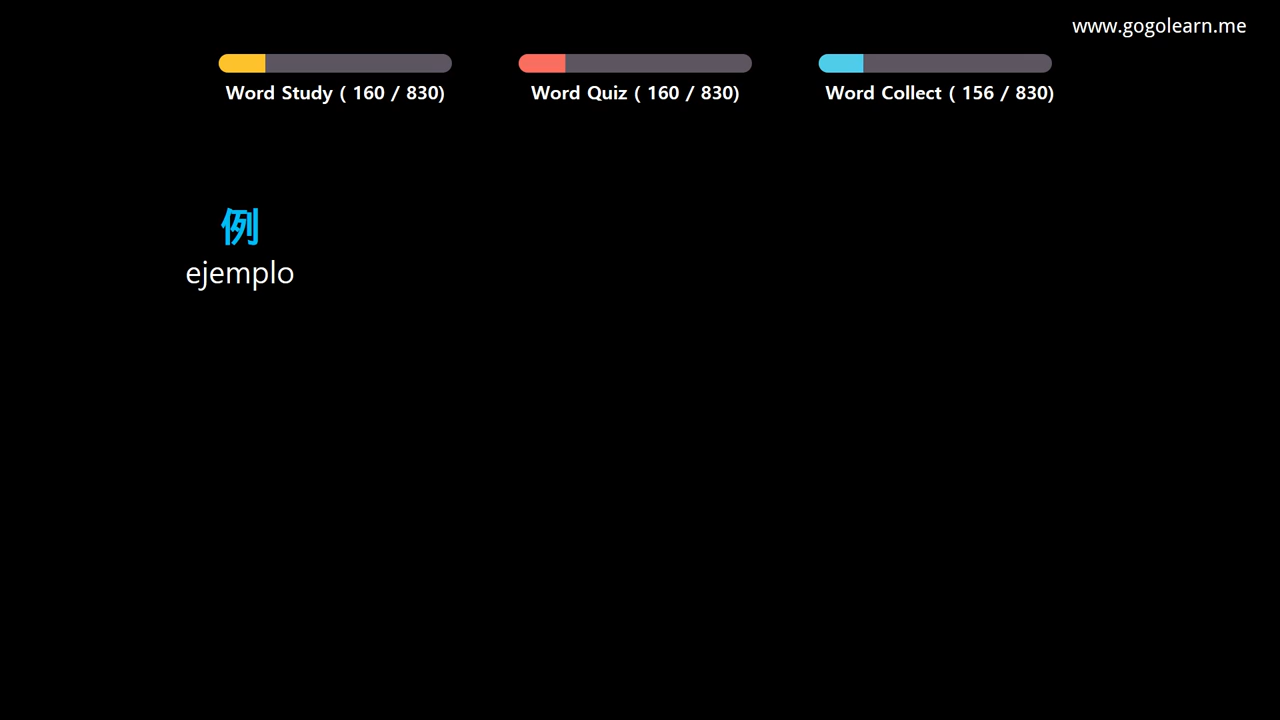 www.gogolearn.me
Word Study ( 160 / 830)
Word Quiz ( 160 / 830)
Word Collect ( 156 / 830)
例
ejemplo